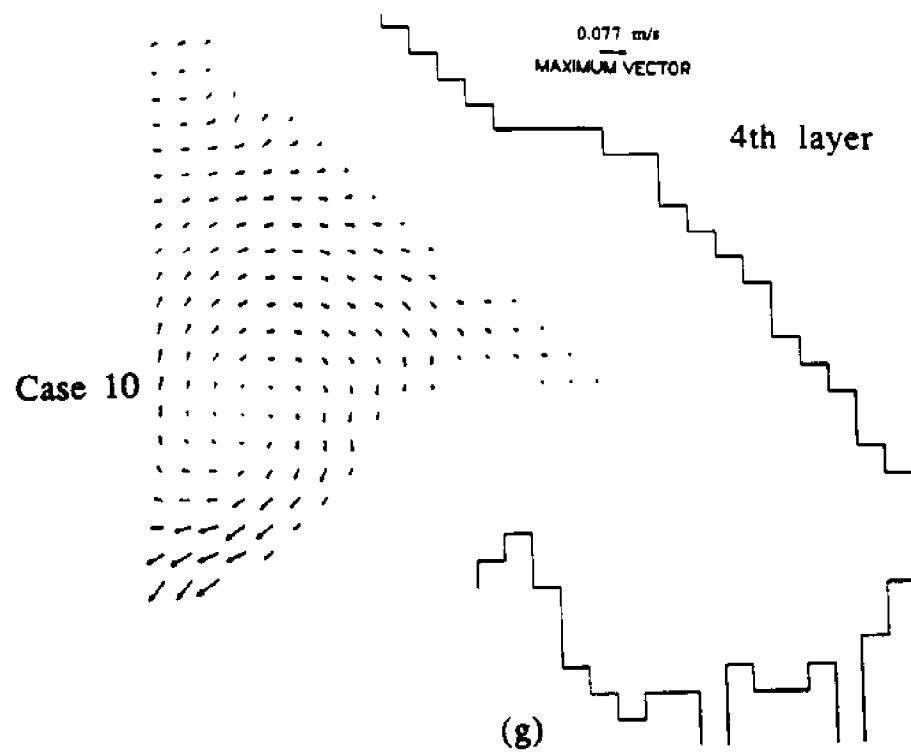 0.077 m/s
MAXIMUM VECTOR
4th layer
Case 10
(g)